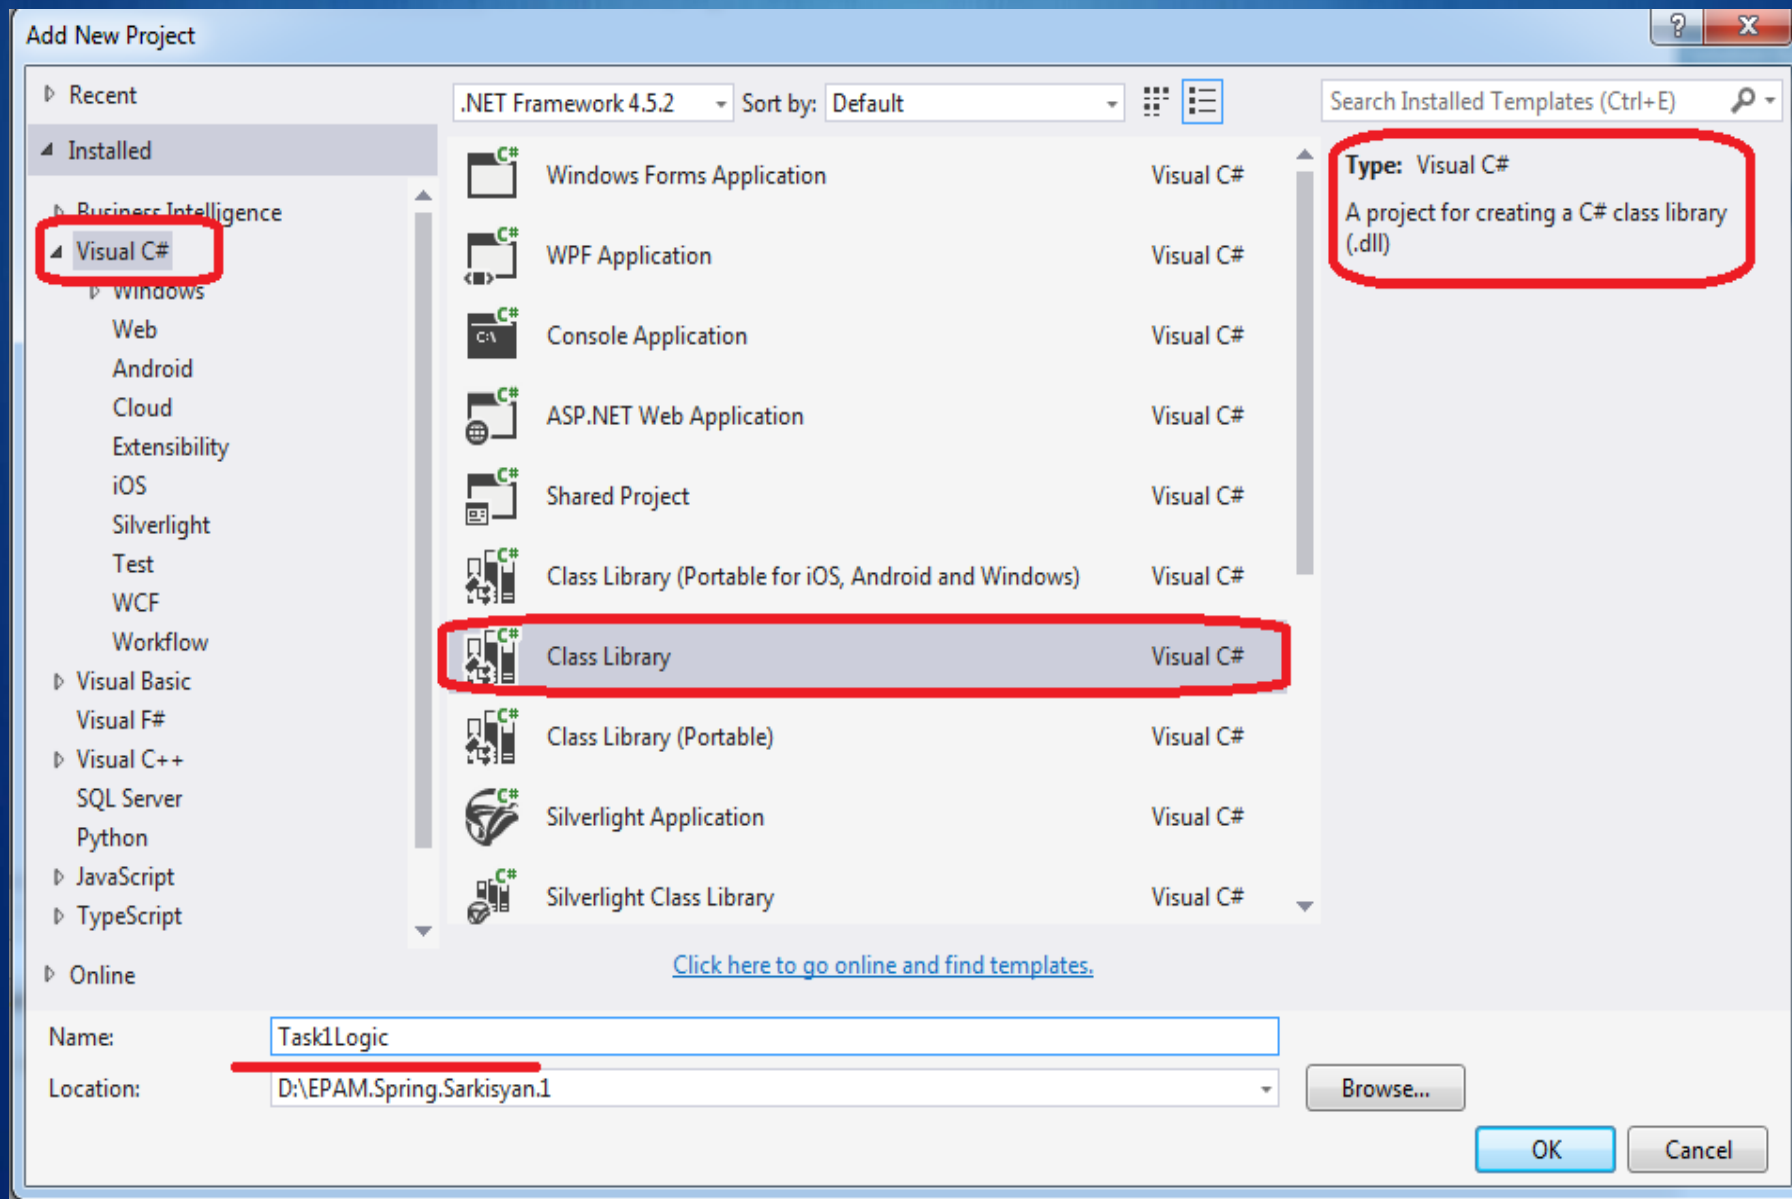 Add New Project
?
x
Recent
Installed
Business Intelligence
Visual C#
Windows
Web
Android
Cloud
Extensibility
iOS
Silverlight
Test
WCF
Workflow
Visual Basic
Visual F#
Visual C++
SQL Server
Python
JavaScript
TypeScript
Online
.NET Framework 4.5.2
Sort by: Default
Windows Forms Application Visual C#
WPF Application Visual C#
Console Application Visual C#
ASP.NET Web Application Visual C#
Shared Project Visual C#
Class Library (Portable for iOS, Android and Windows) Visual C#
Class Library Visual C#
Class Library (Portable) Visual C#
Silverlight Application Visual C#
Silverlight Class Library Visual C#
Click here to go online and find templates.
Search Installed Templates (Ctrl+E)
Type: Visual C#
A project for creating a C# class library
(.dll)
Name: Task1Logic
Location: D:\EPAM.Spring.Sarkisyan.1
Browse...
OK
Cancel